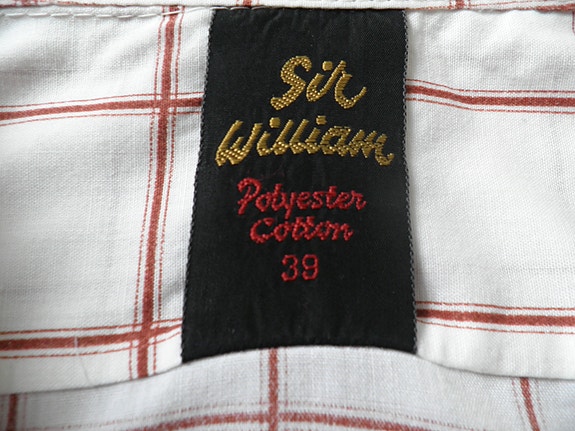 Sir
William
Polyester
Cotton
39